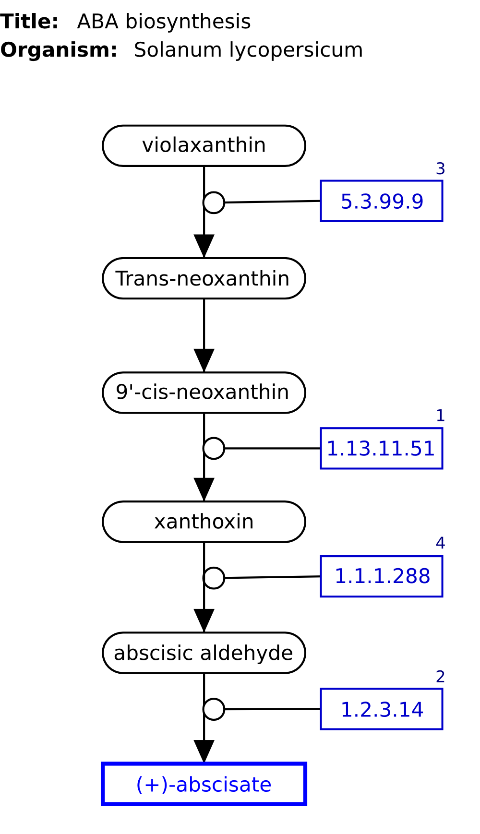 Title: ABA biosynthesis
Organism: Solanum lycopersicum
violaxanthin
3
5.3.99.9
Trans-neoxanthin
9'-cis-neoxanthin
1
1.13.11.51
xanthoxin
4
1.1.1.288
abscisic aldehyde
2
1.2.3.14
(+)-abscisate